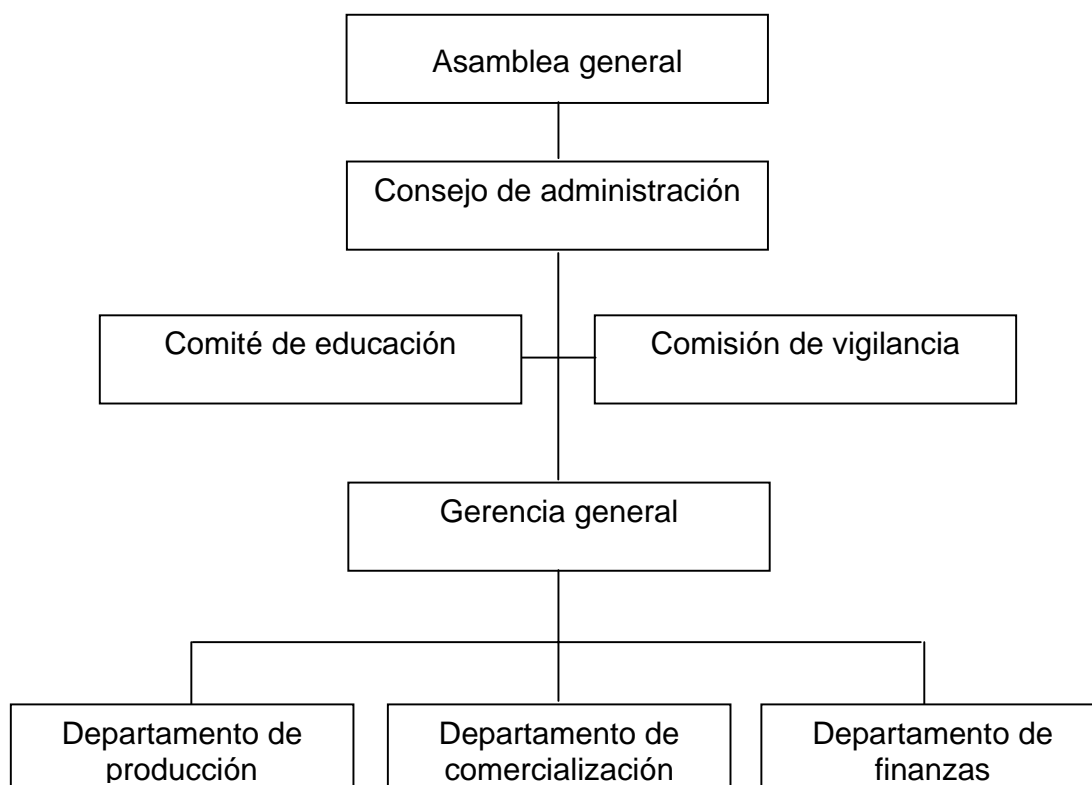 Asamblea general
Consejo de administración
Comité de educación
Comisión de vigilancia
Gerencia general
Departamento de
producción
Departamento de
comercialización
Departamento de
finanzas